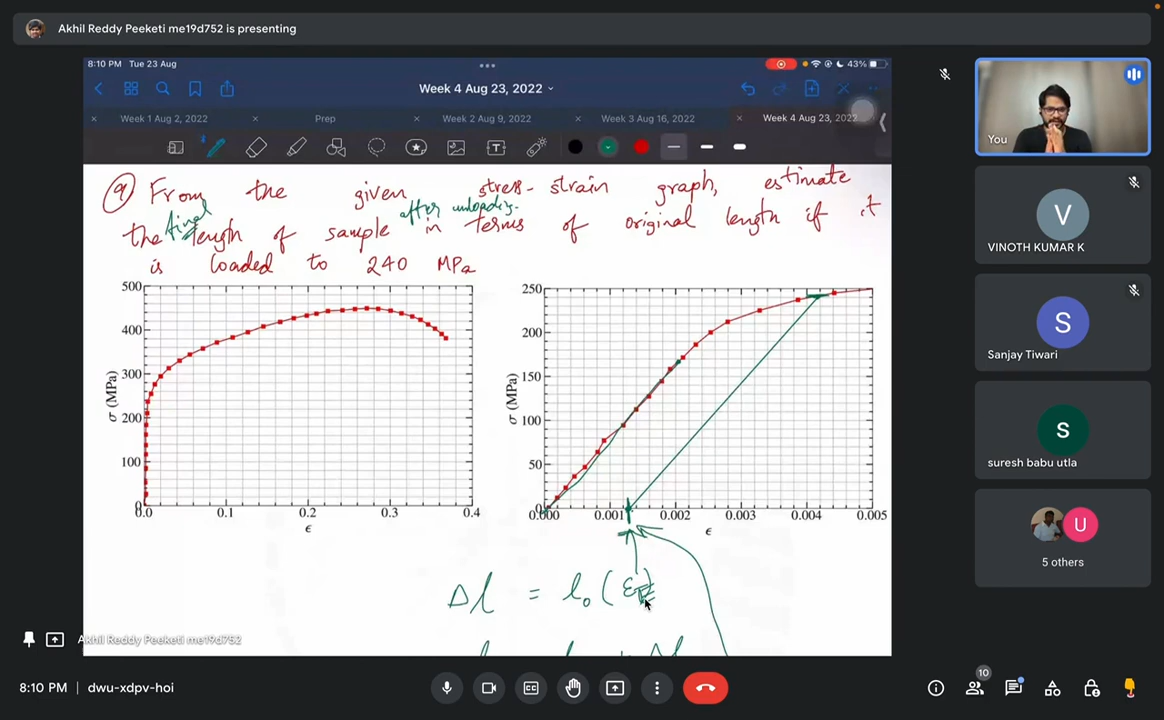 Akhil Reddy Peeketi me19d752 is presenting
8:10 PM Tue 23 Aug
43%
Week 4 Aug 23, 2022
Week 1 Aug 2, 2022
Prep
Week 2 Aug 9, 2022
Week 3 Aug 16, 2022
Week 4 Aug 23, 2022
T
You
V
VINOTH KUMAR K
S
Sanjay Tiwari
S
suresh babu utla
U
5 others
9 From the given stress-strain graph, estimate
the final length of sample after unloading in terms of original length if it
is loaded to 240 MPa
500
400
300
200
100
0
σ (MPa)
0.0 0.1 0.2 0.3 0.4
ϵ
250
200
150
100
50
0
σ (MPa)
0.000 0.001 0.002 0.003 0.004 0.005
ϵ
Δl = l₀ (ε
Akhil Reddy Peeketi me19d752
8:10 PM | dwu-xdpv-hoi
CC
10